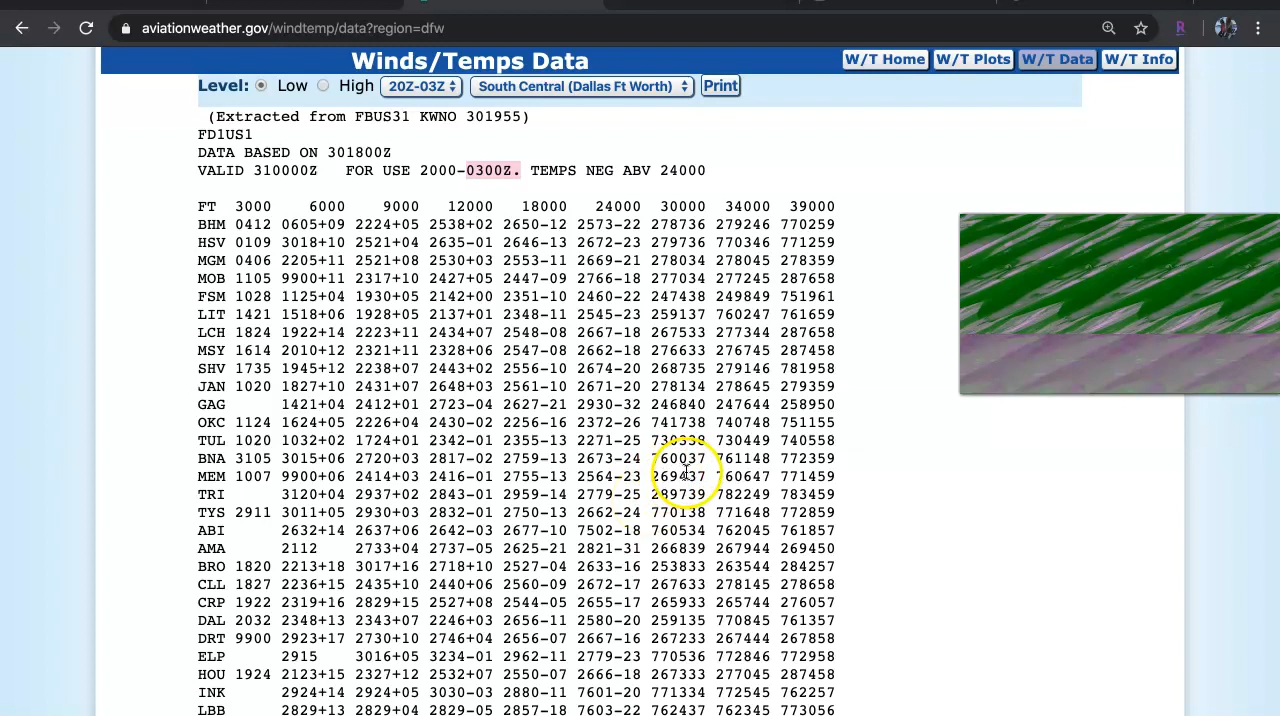 aviationweather.gov/windtemp/data?region=dfw
Winds/Temps Data
W/T Home W/T Plots W/T Data W/T Info
Level: Low High 20Z-03Z South Central (Dallas Ft Worth) Print
(Extracted from FBUS31 KWNO 301955)
FD1US1
DATA BASED ON 301800Z
VALID 310000Z FOR USE 2000-0300Z. TEMPS NEG ABV 24000
FT 3000 6000 9000 12000 18000 24000 30000 34000 39000
BHM 0412 0605+09 2224+05 2538+02 2650-12 2573-22 278736 279246 770259
HSV 0109 3018+10 2521+04 2635-01 2646-13 2672-23 279736 770346 771259
MGM 0406 2205+11 2521+08 2530+03 2553-11 2669-21 278034 278045 278359
MOB 1105 9900+11 2317+10 2427+05 2447-09 2766-18 277034 277245 287658
FSM 1028 1125+04 1930+05 2142+00 2351-10 2460-22 247438 249849 751961
LIT 1421 1518+06 1928+05 2137+01 2348-11 2545-23 259137 760247 761659
LCH 1824 1922+14 2223+11 2434+07 2548-08 2667-18 267533 277344 287658
MSY 1614 2010+12 2321+11 2328+06 2547-08 2662-18 276633 276745 287458
SHV 1735 1945+12 2238+07 2443+02 2556-10 2674-20 268735 279146 781958
JAN 1020 1827+10 2431+07 2648+03 2561-10 2671-20 278134 278645 279359
GAG 1421+04 2412+01 2723-04 2627-21 2930-32 246840 247644 258950
OKC 1124 1624+05 2226+04 2430-02 2256-16 2372-26 741738 740748 751155
TUL 1020 1032+02 1724+01 2342-01 2355-13 2271-25 730338 730449 740558
BNA 3105 3015+06 2720+03 2817-02 2759-13 2673-24 760037 761148 772359
MEM 1007 9900+06 2414+03 2416-01 2755-13 2564-23 269437 760647 771459
TRI 3120+04 2937+02 2843-01 2959-14 2779-25 289739 782249 783459
TYS 2911 3011+05 2930+03 2832-01 2750-13 2662-24 770138 771648 772859
ABI 2632+14 2637+06 2642-03 2677-10 7502-18 760534 762045 761857
AMA 2112 2733+04 2737-05 2625-21 2821-31 266839 267944 269450
BRO 1820 2213+18 3017+16 2718+10 2527-04 2633-16 253833 263544 284257
CLL 1827 2236+15 2435+10 2440+06 2560-09 2672-17 267633 278145 278658
CRP 1922 2319+16 2829+15 2527+08 2544-05 2655-17 265933 265744 276057
DAL 2032 2348+13 2343+07 2246+03 2656-11 2580-20 259135 770845 761357
DRT 9900 2923+17 2730+10 2746+04 2656-07 2667-16 267233 267444 267858
ELP 2915 3016+05 3234-01 2962-11 2779-23 770536 772846 772958
HOU 1924 2123+15 2327+12 2532+07 2550-07 2666-18 267333 277045 287458
INK 2924+14 2924+05 3030-03 2880-11 7601-20 771334 772545 762257
LBB 2829+13 2829+04 2829-05 2857-18 7603-22 762437 762345 773056